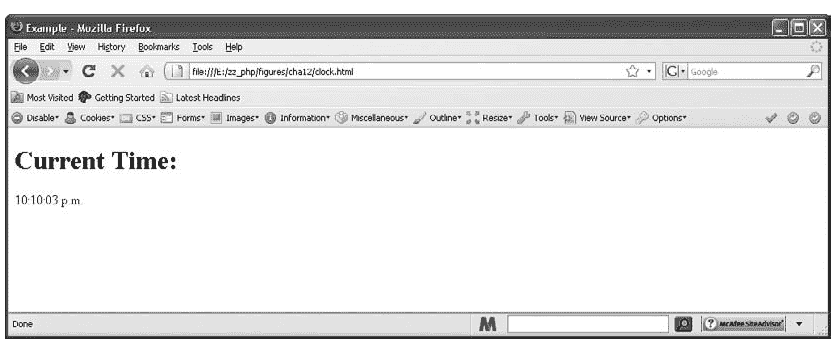 Example - Mozilla Firefox
File Edit View History Bookmarks Tools Help
file:///E:/zz_php/figures/cha12/clock.html
G Google
Most Visited Getting Started Latest Headlines
Disable Cookies CSS Forms Images Information Miscellaneous Outline Resize Tools View Source Options
Current Time:
10:10:03 p.m.
Done
M McAfee SiteAdvisor